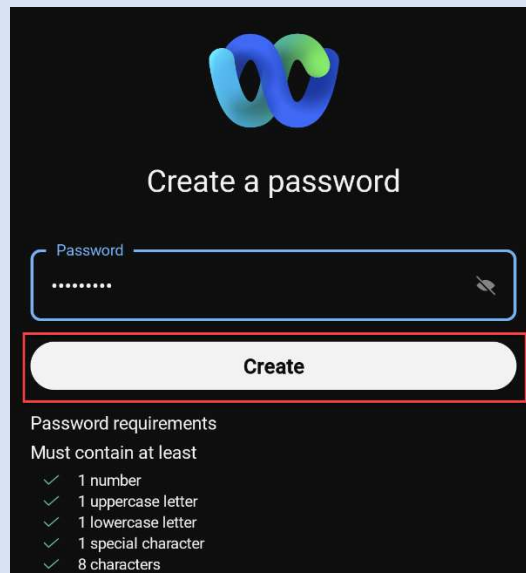 Create a password
Password
•••••••••
Create
Password requirements
Must contain at least
✓ 1 number
✓ 1 uppercase letter
✓ 1 lowercase letter
✓ 1 special character
✓ 8 characters